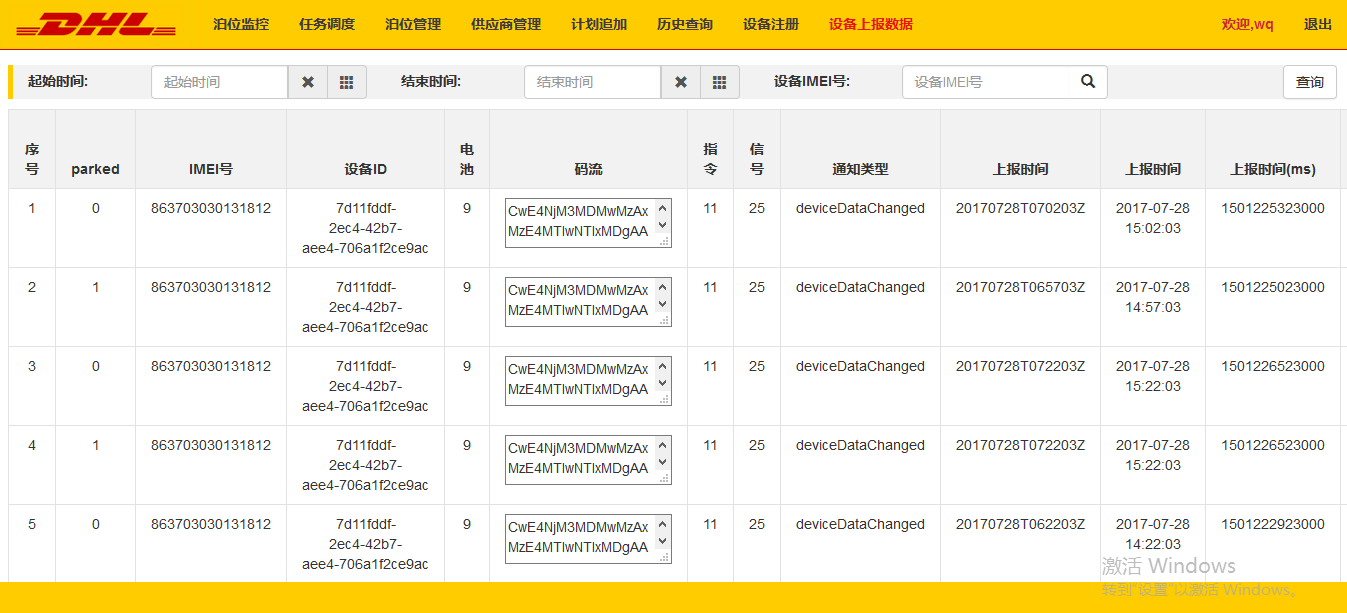 DHL 泊位监控 任务调度 泊位管理 供应商管理 计划追加 历史查询 设备注册 设备上报数据 欢迎,wq 退出
起始时间: 起始时间 结束时间: 结束时间 设备IMEI号: 设备IMEI号 查询
序号 parked IMEI号 设备ID 电池 码流 指令 信号 通知类型 上报时间 上报时间 上报时间(ms)
1 0 863703030131812 7d11fddf- 9 CwE4NjM3MDMwMzAx 11 25 deviceDataChanged 20170728T070203Z 2017-07-28 1501225323000
2ec4-42b7- MzE4MTIwNTIxMDgAA 15:02:03
aee4-706a1f2ce9ac
2 1 863703030131812 7d11fddf- 9 CwE4NjM3MDMwMzAx 11 25 deviceDataChanged 20170728T065703Z 2017-07-28 1501225023000
2ec4-42b7- MzE4MTIwNTIxMDgAA 14:57:03
aee4-706a1f2ce9ac
3 0 863703030131812 7d11fddf- 9 CwE4NjM3MDMwMzAx 11 25 deviceDataChanged 20170728T072203Z 2017-07-28 1501226523000
2ec4-42b7- MzE4MTIwNTIxMDgAA 15:22:03
aee4-706a1f2ce9ac
4 1 863703030131812 7d11fddf- 9 CwE4NjM3MDMwMzAx 11 25 deviceDataChanged 20170728T072203Z 2017-07-28 1501226523000
2ec4-42b7- MzE4MTIwNTIxMDgAA 15:22:03
aee4-706a1f2ce9ac
5 0 863703030131812 7d11fddf- 9 CwE4NjM3MDMwMzAx 11 25 deviceDataChanged 20170728T062203Z 2017-07-28 1501222923000
2ec4-42b7- MzE4MTIwNTIxMDgAA 14:22:03
aee4-706a1f2ce9ac
激活 Windows
转到"设置"以激活 Windows。